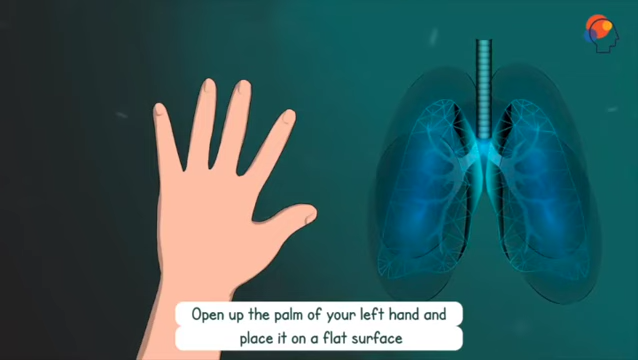 Open up the palm of your left hand and
place it on a flat surface